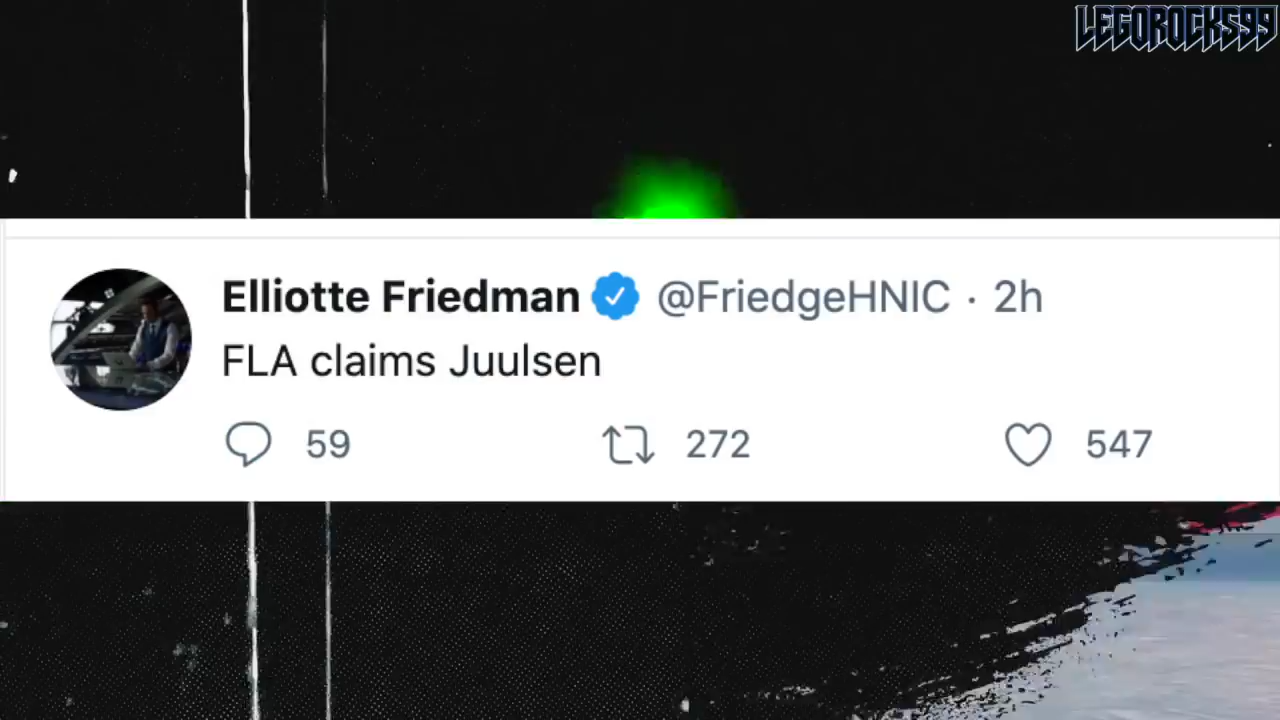 LEGOROCKS99
Elliotte Friedman @FriedgeHNIC · 2h
FLA claims Juulsen
59 272 547